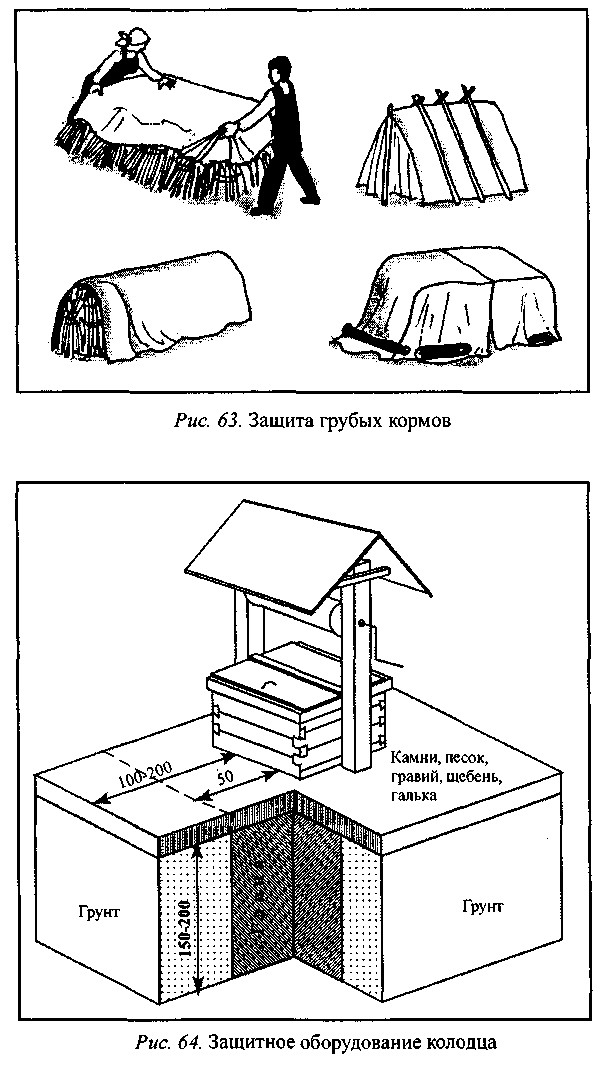 Рис. 63. Защита грубых кормов
100-200
50
Камни, песок,
гравий, щебень,
галька
Грунт
150-200
Грунт
Рис. 64. Защитное оборудование колодца